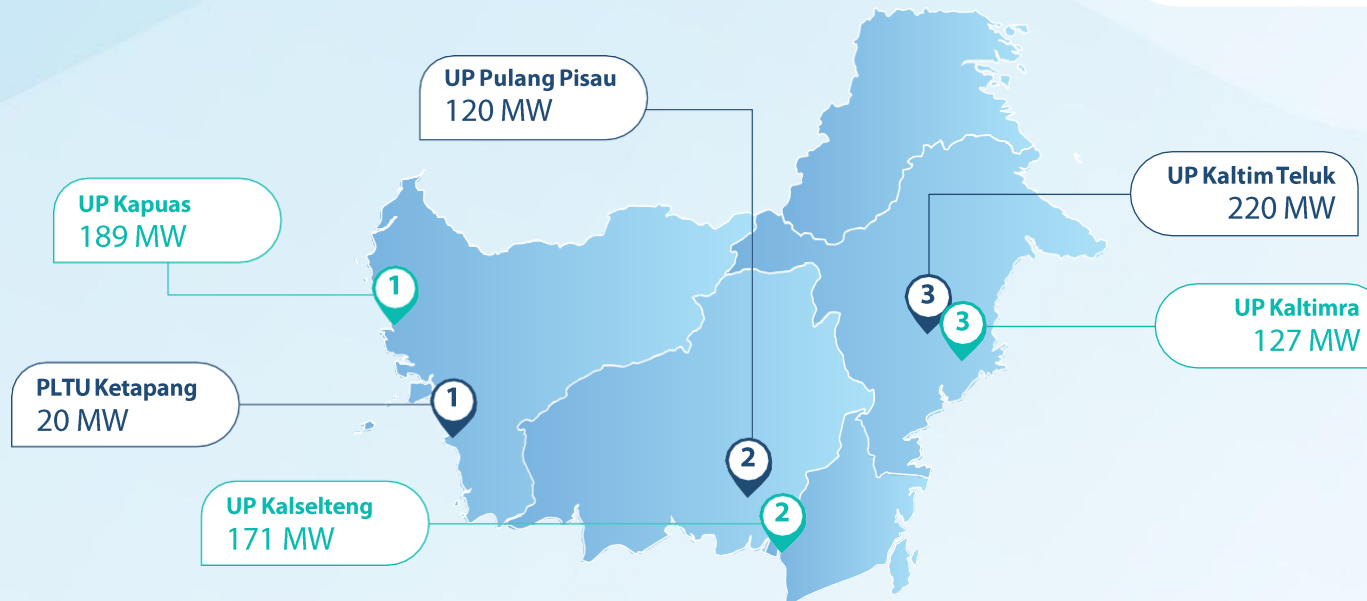 UP Pulang Pisau
120 MW
UP Kaltim Teluk
220 MW
UP Kapuas
189 MW
1
3
3
UP Kaltimra
127 MW
PLTU Ketapang
20 MW
1
2
UP Kalselteng
171 MW
2